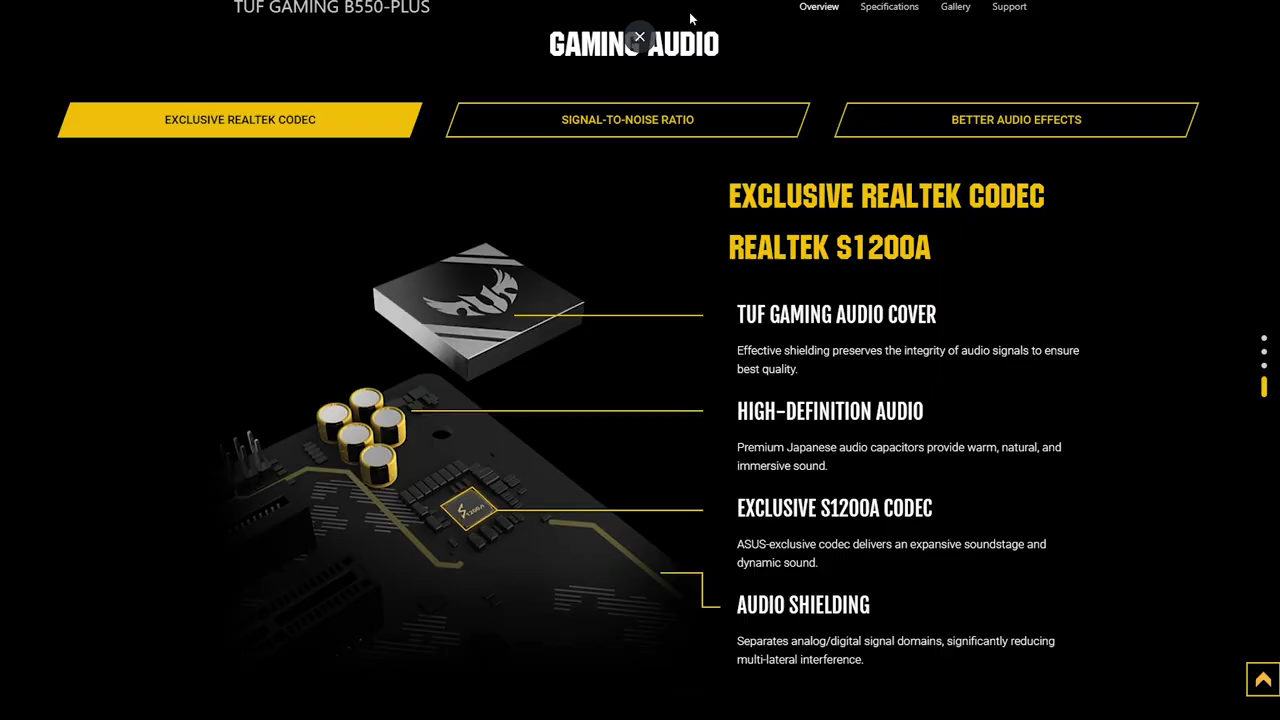 TUF GAMING B550-PLUS
Overview Specifications Gallery Support
GAMING AUDIO
EXCLUSIVE REALTEK CODEC
SIGNAL-TO-NOISE RATIO
BETTER AUDIO EFFECTS
EXCLUSIVE REALTEK CODEC
REALTEK S1200A
TUF GAMING AUDIO COVER
Effective shielding preserves the integrity of audio signals to ensure
best quality.
HIGH-DEFINITION AUDIO
Premium Japanese audio capacitors provide warm, natural, and
immersive sound.
S1200A
EXCLUSIVE S1200A CODEC
ASUS-exclusive codec delivers an expansive soundstage and
dynamic sound.
AUDIO SHIELDING
Separates analog/digital signal domains, significantly reducing
multi-lateral interference.